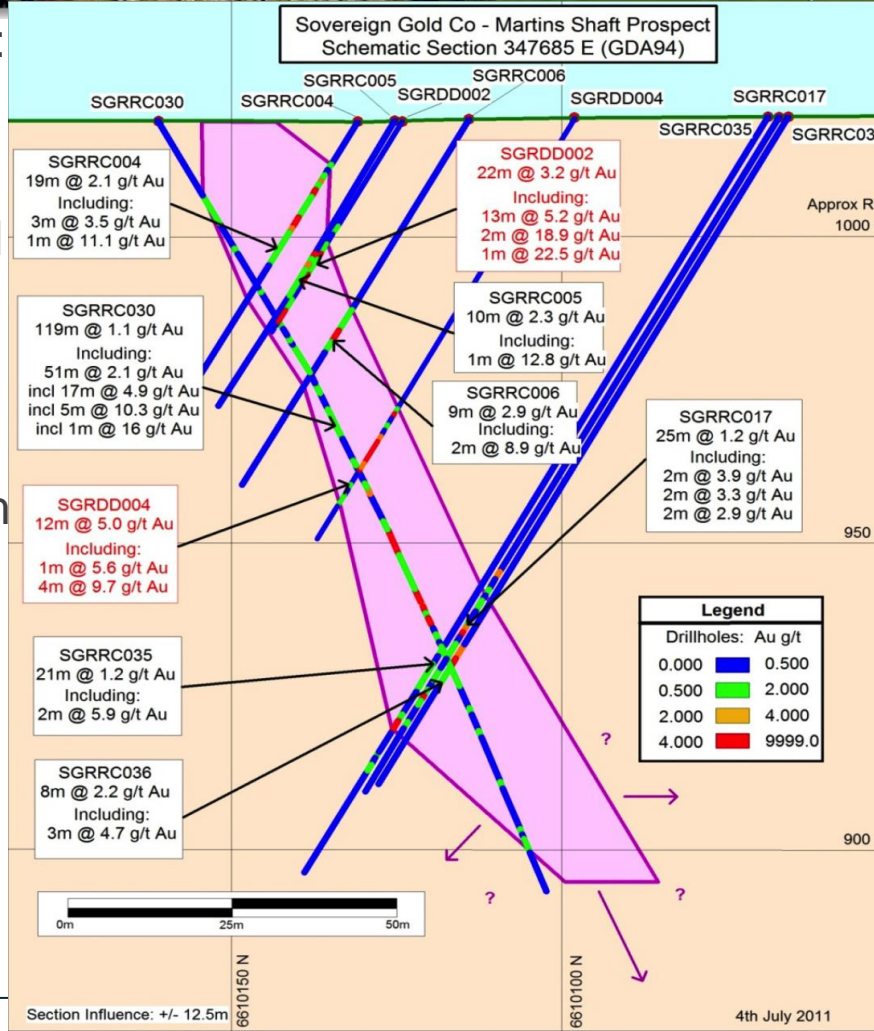 Sovereign Gold Co - Martins Shaft Prospect
Schematic Section 347685 E (GDA94)
SGRRC030
SGRRC004
SGRRC005
SGRDD002
SGRRC006
SGRDD004
SGRRC017
SGRRC035
SGRRC03
SGRRC004
19m @ 2.1 g/t Au
Including:
3m @ 3.5 g/t Au
1m @ 11.1 g/t Au
SGRDD002
22m @ 3.2 g/t Au
Including:
13m @ 5.2 g/t Au
2m @ 18.9 g/t Au
1m @ 22.5 g/t Au
Approx R
1000
SGRRC030
119m @ 1.1 g/t Au
Including:
51m @ 2.1 g/t Au
incl 17m @ 4.9 g/t Au
incl 5m @ 10.3 g/t Au
incl 1m @ 16 g/t Au
SGRRC005
10m @ 2.3 g/t Au
Including:
1m @ 12.8 g/t Au
SGRRC006
9m @ 2.9 g/t Au
Including:
2m @ 8.9 g/t Au
SGRRC017
25m @ 1.2 g/t Au
Including:
2m @ 3.9 g/t Au
2m @ 3.3 g/t Au
2m @ 2.9 g/t Au
SGRDD004
12m @ 5.0 g/t Au
Including:
1m @ 5.6 g/t Au
4m @ 9.7 g/t Au
950
Legend
Drillholes: Au g/t
0.000 0.500
0.500 2.000
2.000 4.000
4.000 9999.0
SGRRC035
21m @ 1.2 g/t Au
Including:
2m @ 5.9 g/t Au
SGRRC036
8m @ 2.2 g/t Au
Including:
3m @ 4.7 g/t Au
?
900
?
?
0m 25m 50m
6610150 N
6610100 N
Section Influence: +/- 12.5m
4th July 2011